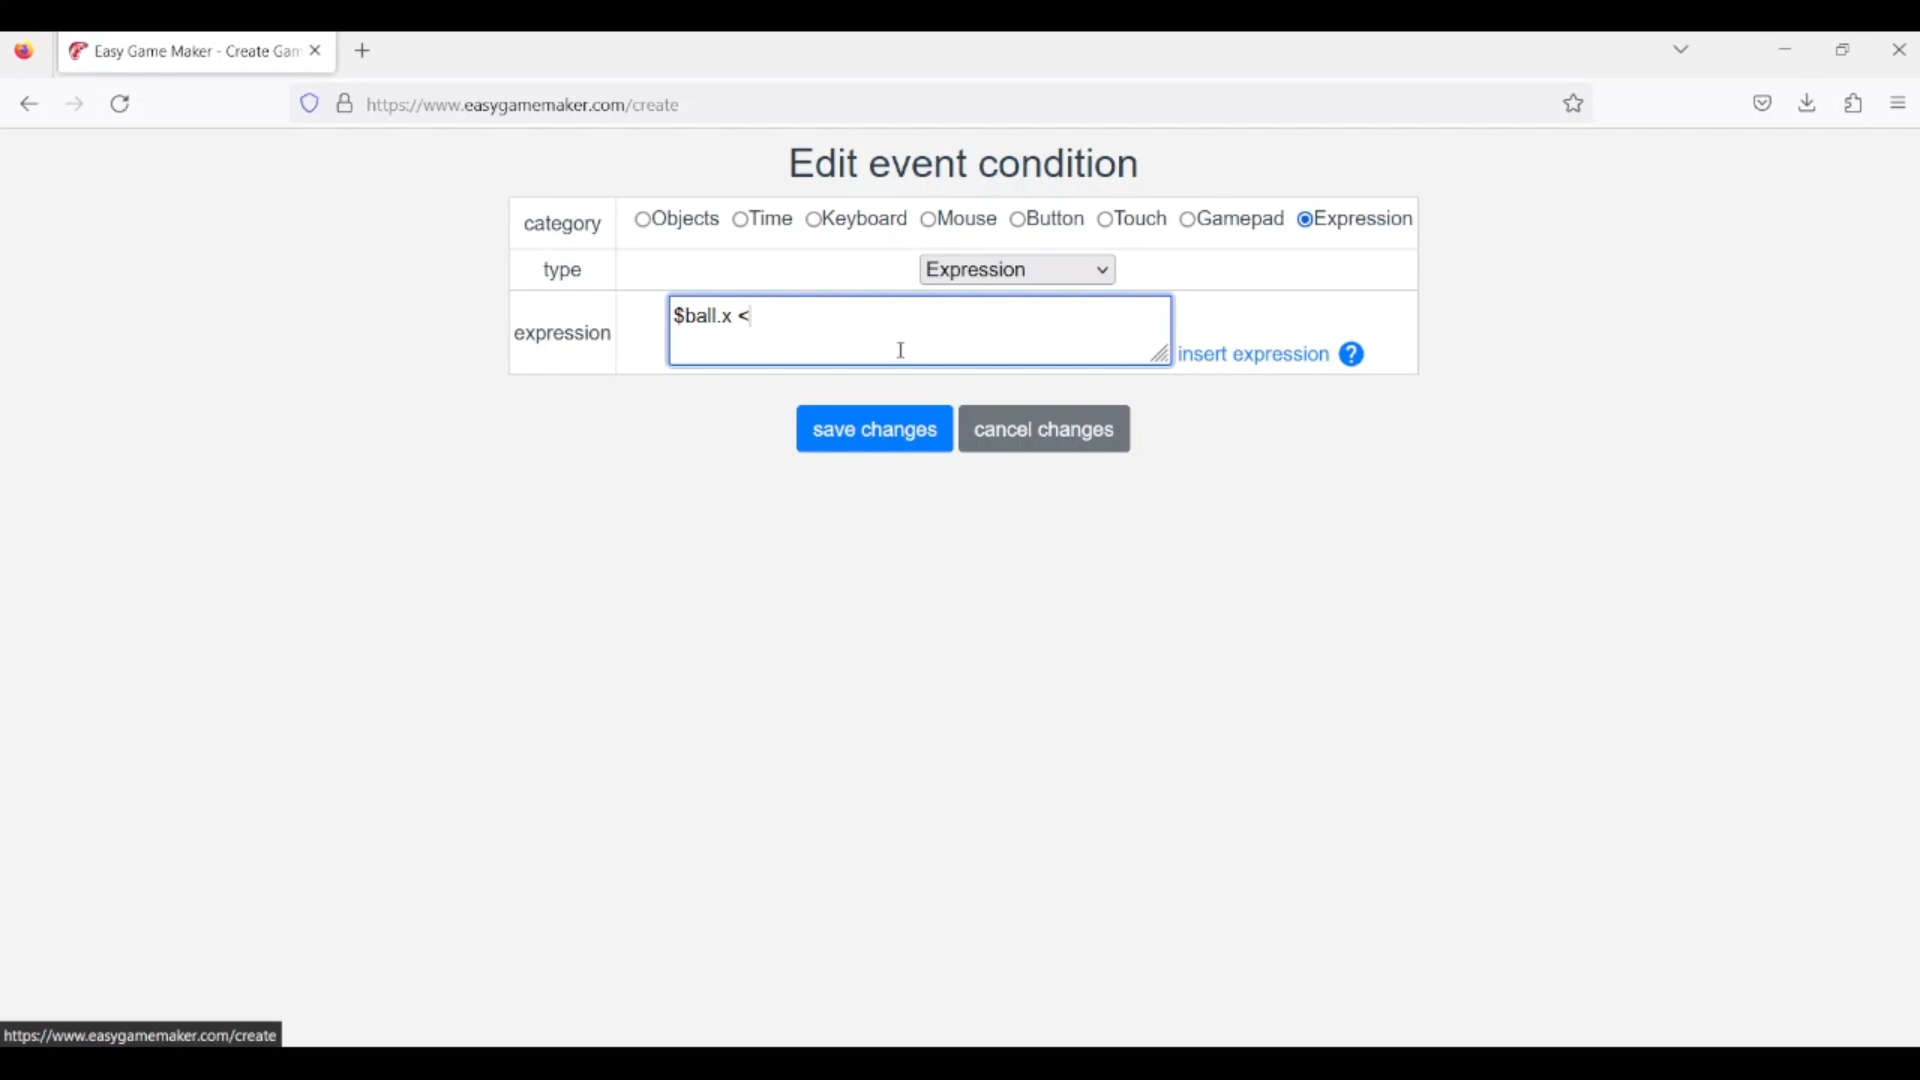 Easy Game Maker - Create Gam
https://www.easygamemaker.com/create
Edit event condition
category Objects Time Keyboard Mouse Button Touch Gamepad Expression
type Expression
expression $ball.x < insert expression ?
save changes cancel changes
https://www.easygamemaker.com/create